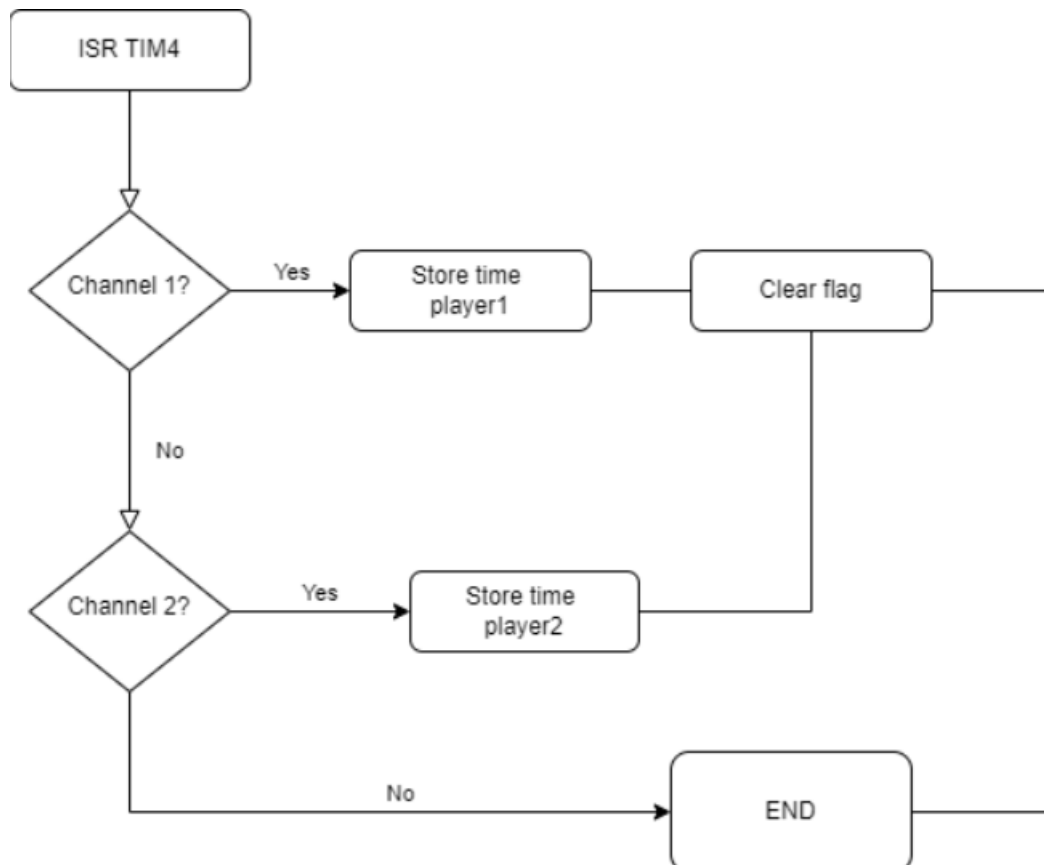 ISR TIM4
Channel 1?
Yes
Store time
player1
Clear flag
No
Channel 2?
Yes
Store time
player2
No
END